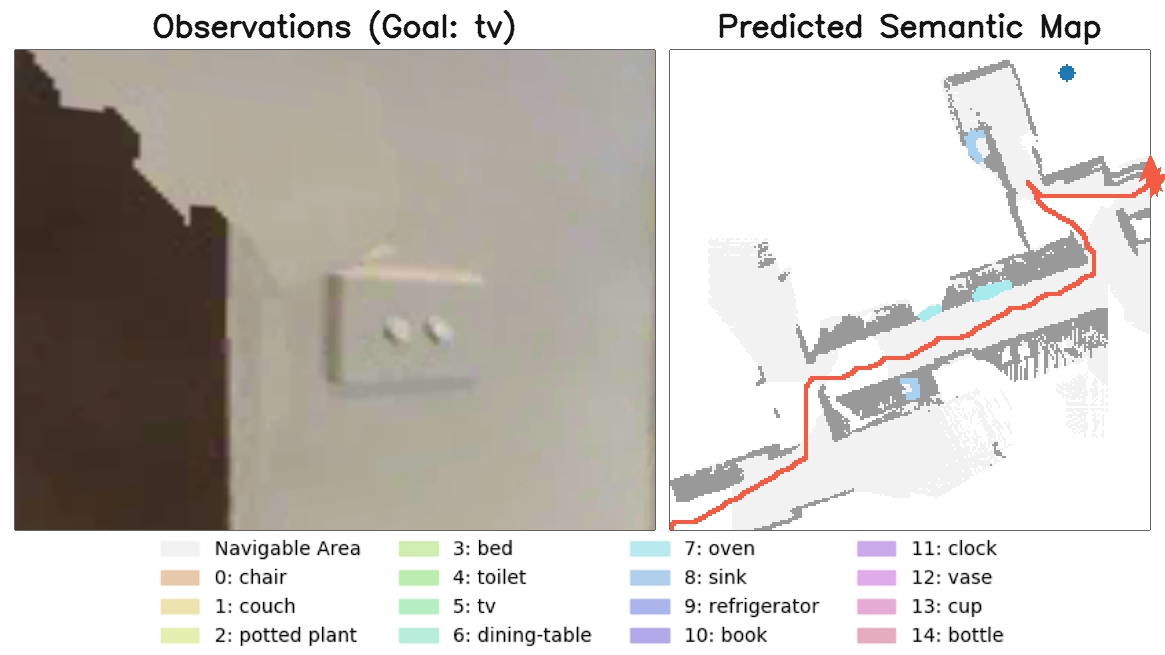 Observations (Goal: tv)
Predicted Semantic Map
Navigable Area
0: chair
1: couch
2: potted plant
3: bed
4: toilet
5: tv
6: dining-table
7: oven
8: sink
9: refrigerator
10: book
11: clock
12: vase
13: cup
14: bottle